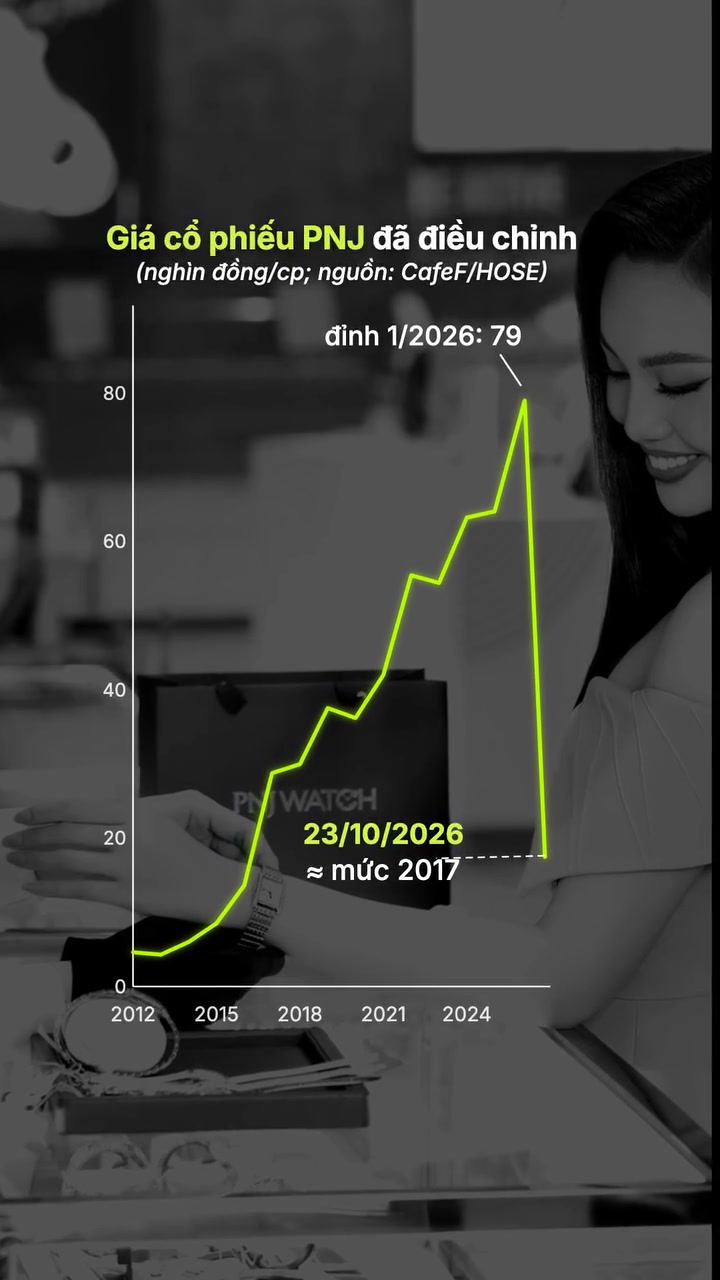 Giá cổ phiếu PNJ đã điều chỉnh
(nghìn đồng/cp; nguồn: CafeF/HOSE)
đỉnh 1/2026: 79
80
60
40
PNJ WATCH
20
23/10/2026
≈ mức 2017
0
2012 2015 2018 2021 2024